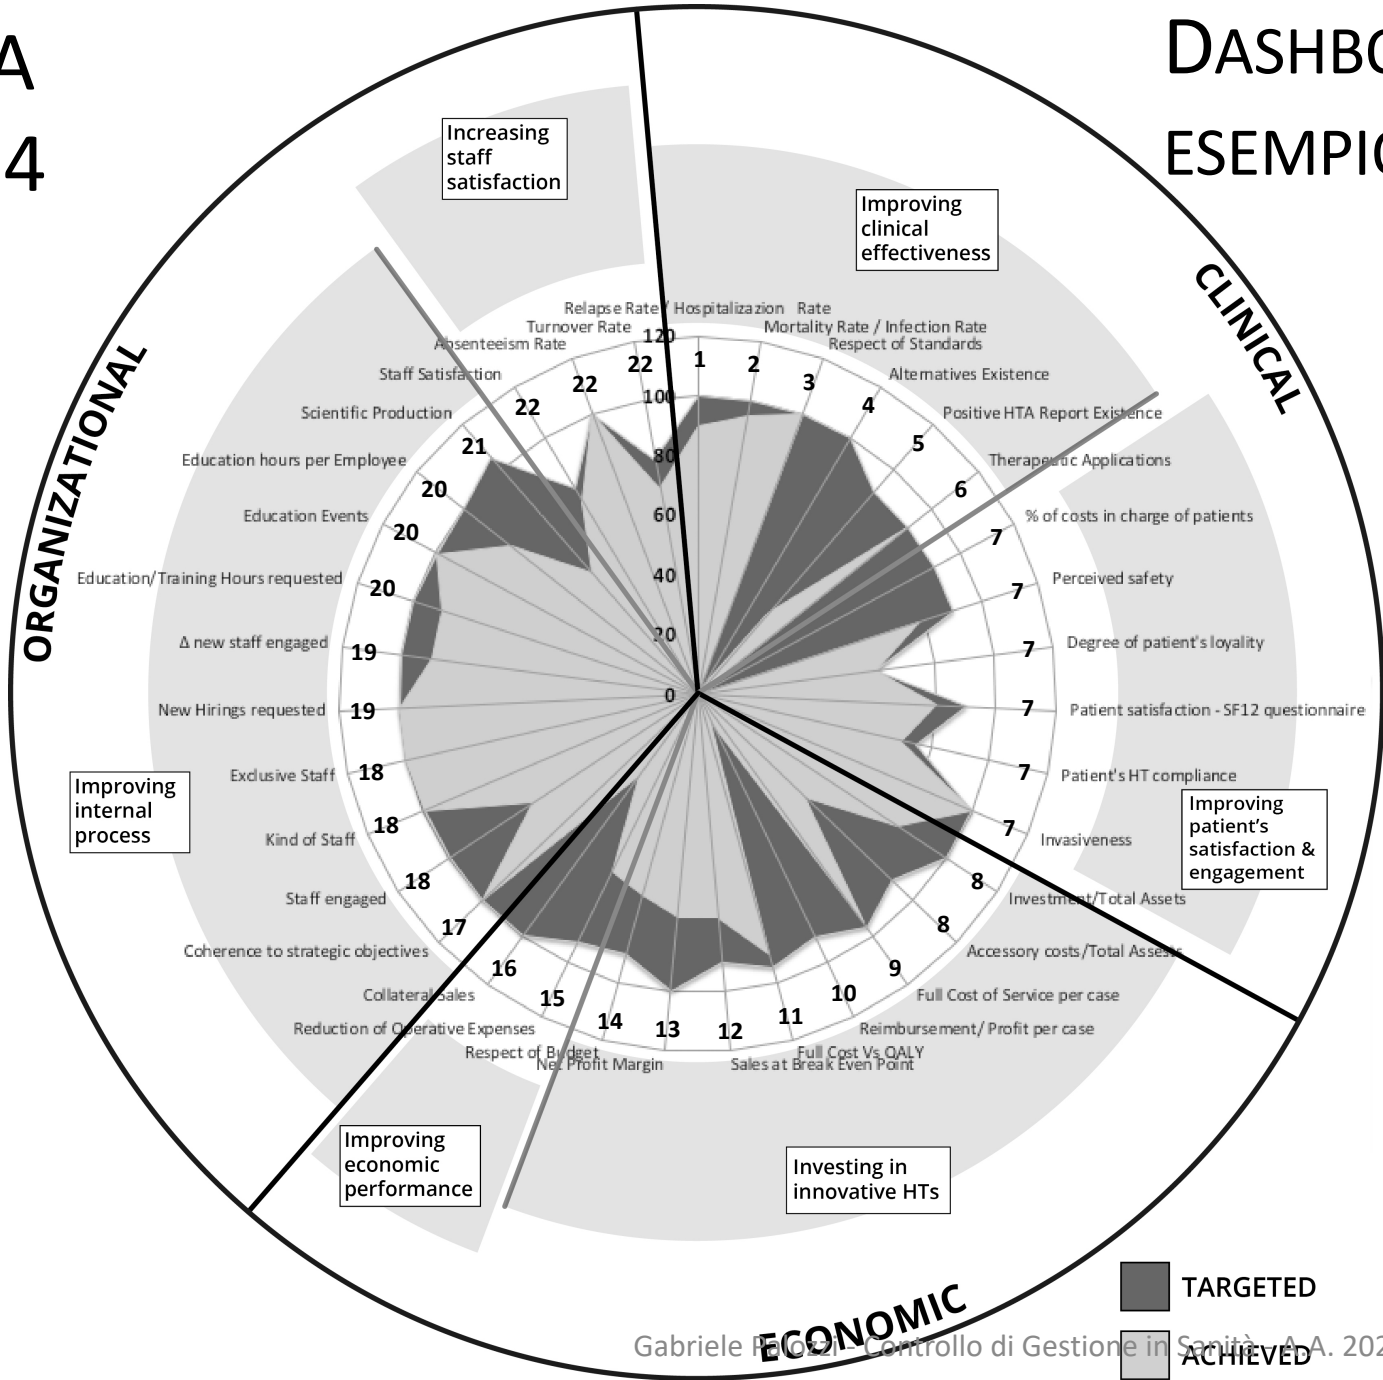 A
4
DASHBO
ESEMPIO
Increasing
staff
satisfaction
Improving
clinical
effectiveness
CLINICAL
ORGANIZATIONAL
Relapse Rate / Hospitalizazion Rate
Turnover Rate
Mortality Rate / Infection Rate
Absenteeism Rate
Respect of Standards
Staff Satisfaction
Alternatives Existence
Scientific Production
Positive HTA Report Existence
Education hours per Employee
Therapeutic Applications
Education Events
% of costs in charge of patients
Education/Training Hours requested
Perceived safety
Δ new staff engaged
Degree of patient's loyality
New Hirings requested
Patient satisfaction - SF12 questionnaire
Exclusive Staff
Patient's HT compliance
Kind of Staff
Invasiveness
Staff engaged
Investment/Total Assets
Coherence to strategic objectives
Accessory costs/Total Assests
Collateral Sales
Full Cost of Service per case
Reduction of Operative Expenses
Reimbursement/ Profit per case
Respect of Budget
Full Cost Vs QALY
Net Profit Margin
Sales at Break Even Point
120
100
80
60
40
20
0
1
2
3
4
5
6
7
7
7
7
7
7
8
8
9
10
11
12
13
14
15
16
17
18
18
18
19
19
20
20
20
21
22
22
22
Improving
internal
process
Improving
patient's
satisfaction &
engagement
Improving
economic
performance
Investing in
innovative HTs
ECONOMIC
TARGETED
ACHIEVED
Gabriele Palozzi - Controllo di Gestione in Sanità - A.A. 202